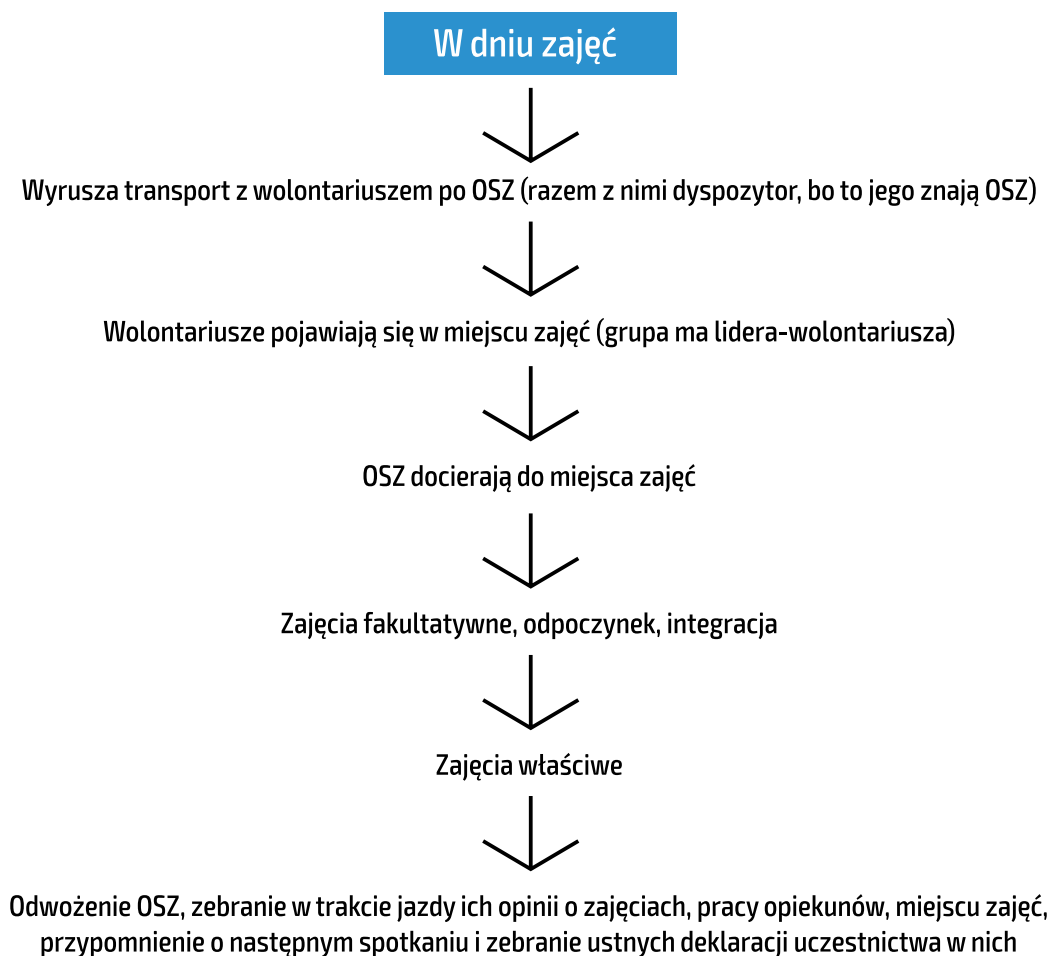 W dniu zajęć
Wyrusza transport z wolontariuszem po OSZ (razem z nimi dyspozytor, bo to jego znają OSZ)
Wolontariusze pojawiają się w miejscu zajęć (grupa ma lidera-wolontariusza)
OSZ docierają do miejsca zajęć
Zajęcia fakultatywne, odpoczynek, integracja
Zajęcia właściwe
Odwożenie OSZ, zebranie w trakcie jazdy ich opinii o zajęciach, pracy opiekunów, miejscu zajęć,
przypomnienie o następnym spotkaniu i zebranie ustnych deklaracji uczestnictwa w nich